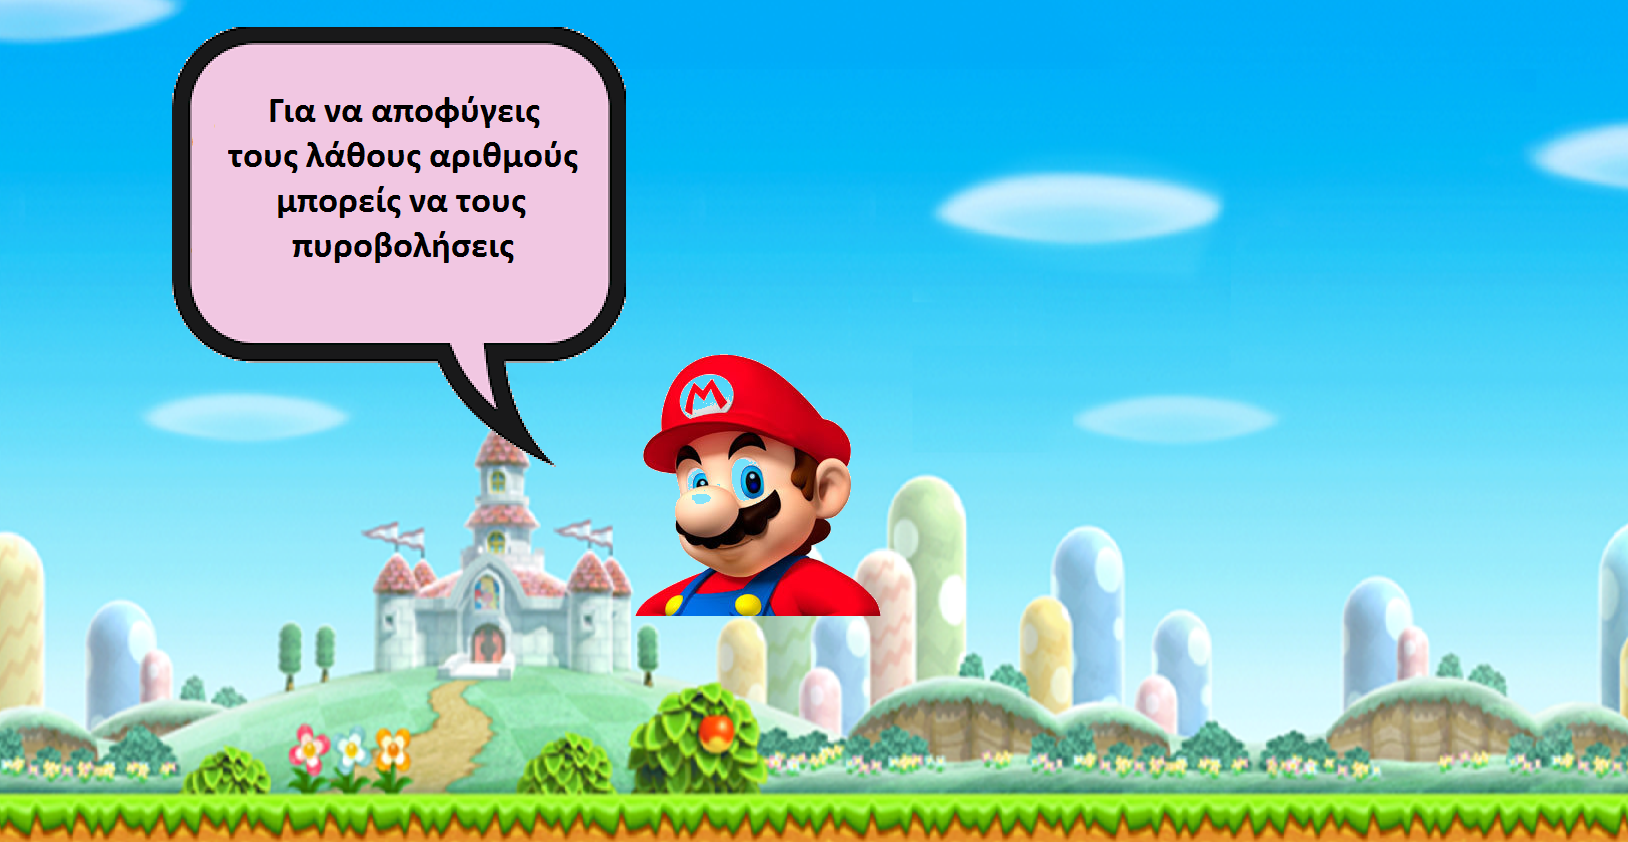 Για να αποφύγεις
τους λάθους αριθμούς
μπορείς να τους
πυροβολήσεις
M